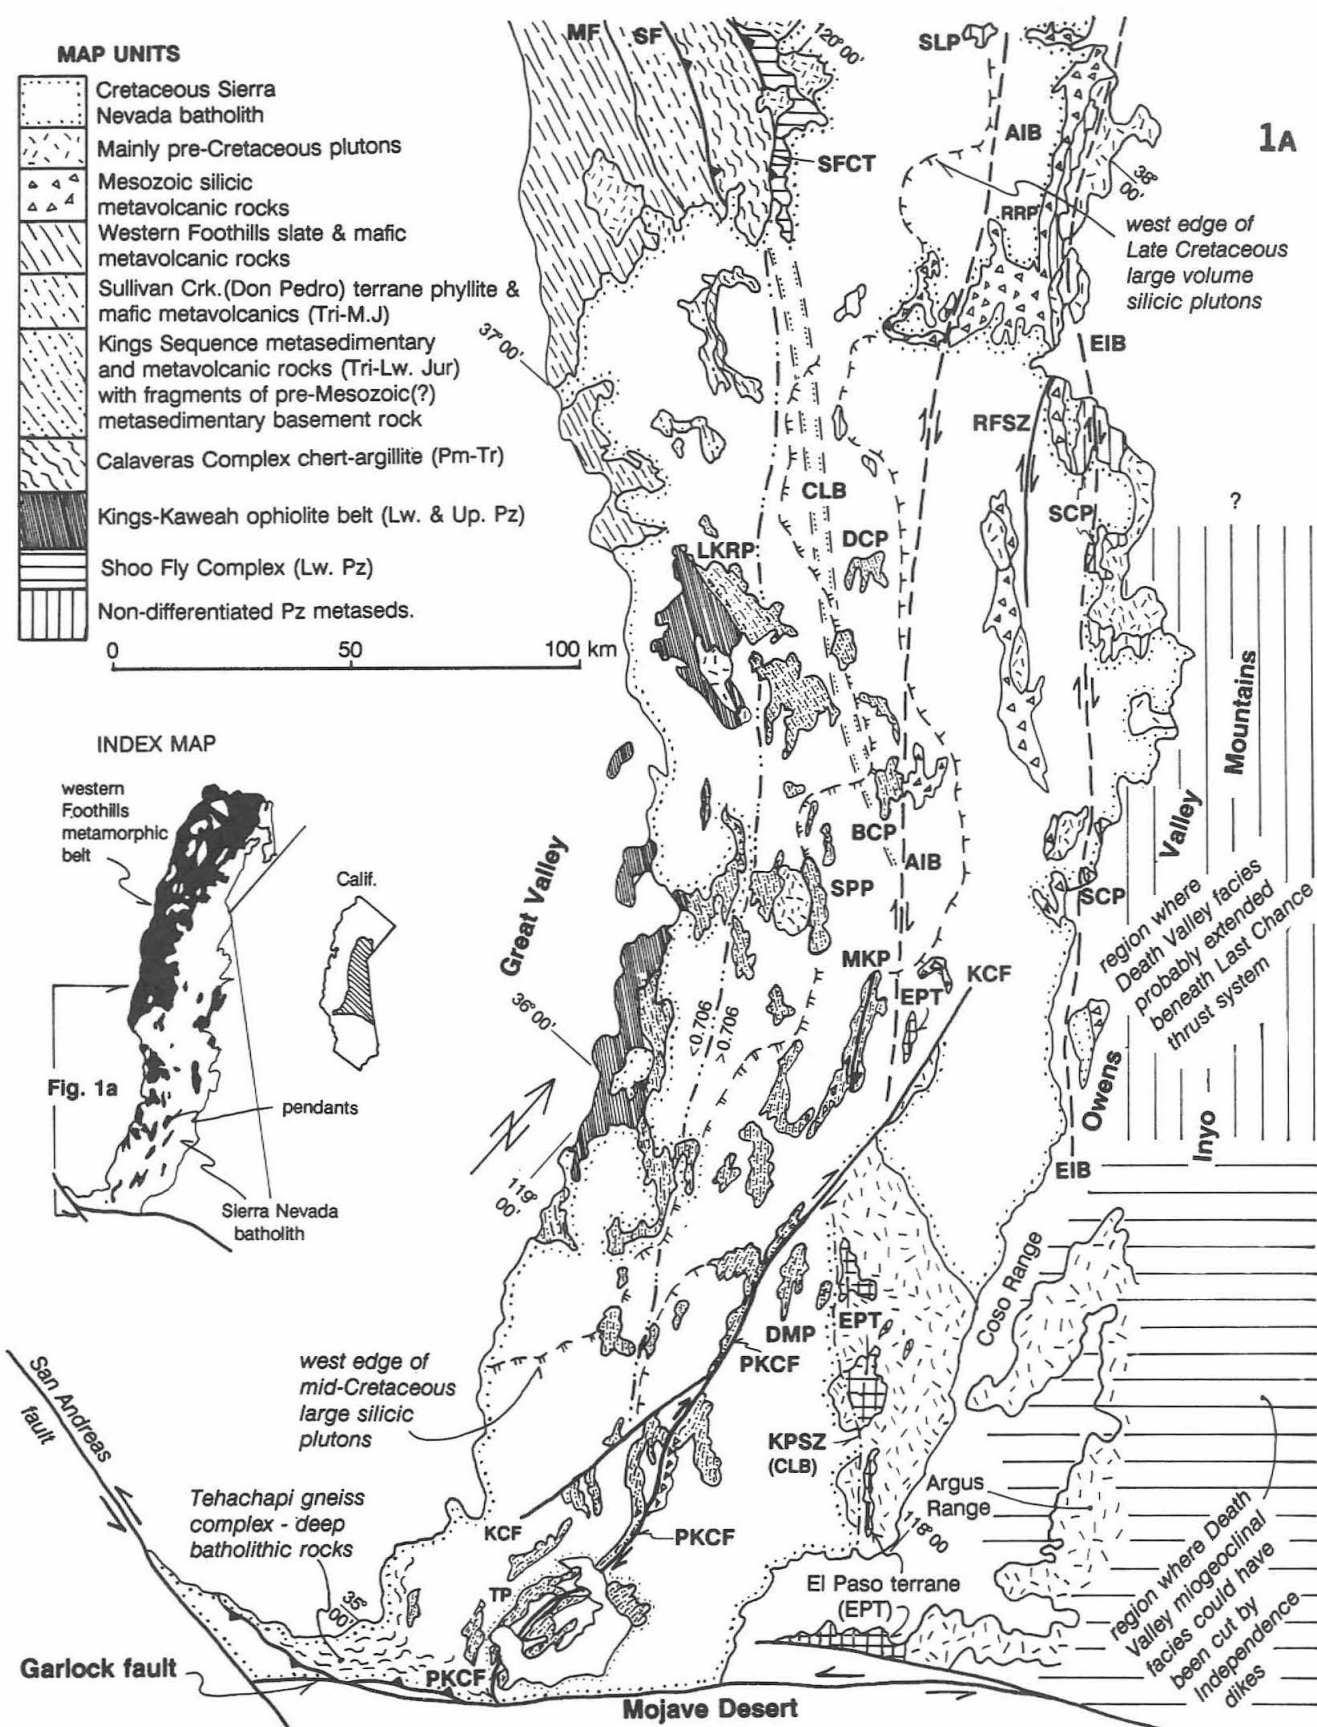 MAP UNITS
Cretaceous Sierra
Nevada batholith
Mainly pre-Cretaceous plutons
Mesozoic silicic
metavolcanic rocks
Western Foothills slate & mafic
metavolcanic rocks
Sullivan Crk.(Don Pedro) terrane phyllite &
mafic metavolcanics (Tri-M.J)
Kings Sequence metasedimentary
and metavolcanic rocks (Tri-Lw. Jur)
with fragments of pre-Mesozoic(?)
metasedimentary basement rock
Calaveras Complex chert-argillite (Pm-Tr)
Kings-Kaweah ophiolite belt (Lw. & Up. Pz)
Shoo Fly Complex (Lw. Pz)
Non-differentiated Pz metaseds.
0 50 100 km
INDEX MAP
western
Foothills
metamorphic
belt
Calif.
Fig. 1a
pendants
Sierra Nevada
batholith
1A
MF
SF
120° 00'
SLP
AIB
SFCT
38° 00'
RRP
west edge of
Late Cretaceous
large volume
silicic plutons
37° 00'
EIB
RFSZ
CLB
SCP
?
LKRP
DCP
Mountains
Valley
BCP
AIB
SPP
SCP
Great Valley
region where
Death Valley facies
probably extended
beneath Last Chance
thrust system
MKP
KCF
EPT
36° 00'
<0.706
>0.706
Owens
Inyo
N
119° 00'
EIB
Coso Range
DMP
EPT
PKCF
west edge of
mid-Cretaceous
large silicic
plutons
San Andreas
fault
KPSZ
(CLB)
Argus
Range
Tehachapi gneiss
complex - deep
batholithic rocks
KCF
PKCF
118° 00
TP
El Paso terrane
(EPT)
35° 00'
region where Death
Valley miogeoclinal
facies could have
been cut by
Independence
dikes
Garlock fault
PKCF
Mojave Desert